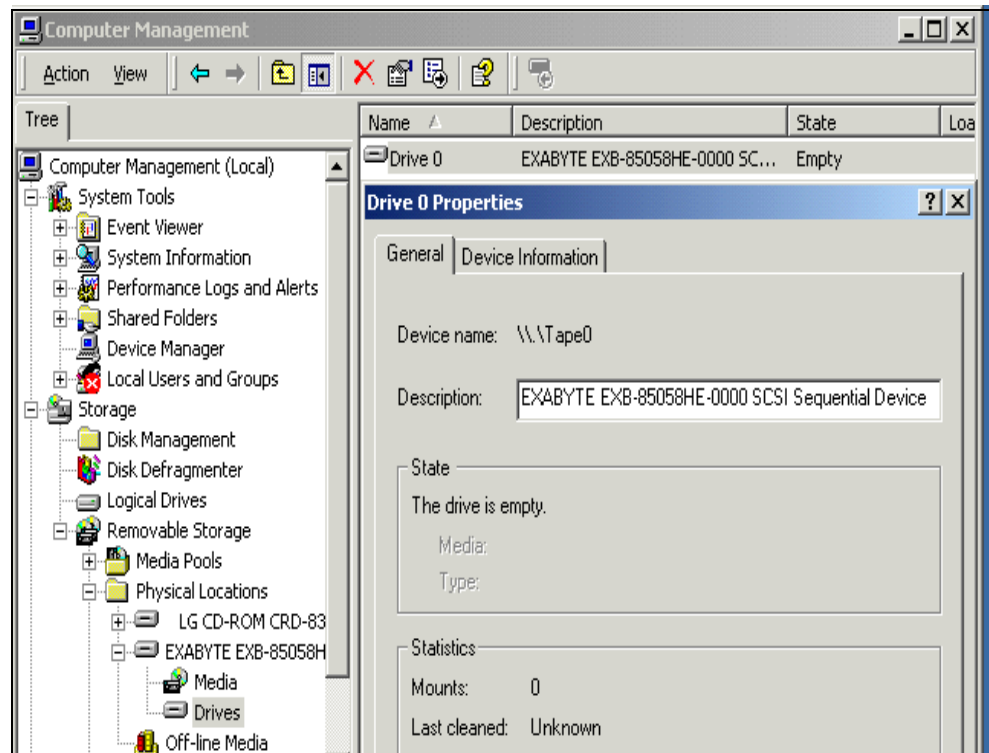 Computer Management
Action View
Tree
Name Description State Loa
Drive 0 EXABYTE EXB-85058HE-0000 SC... Empty
Computer Management (Local)
System Tools
Event Viewer
System Information
Performance Logs and Alerts
Shared Folders
Device Manager
Local Users and Groups
Storage
Disk Management
Disk Defragmenter
Logical Drives
Removable Storage
Media Pools
Physical Locations
LG CD-ROM CRD-83
EXABYTE EXB-85058H
Media
Drives
Off-line Media
Drive 0 Properties
General Device Information
Device name: \\.\Tape0
Description: EXABYTE EXB-85058HE-0000 SCSI Sequential Device
State
The drive is empty.
Media:
Type:
Statistics
Mounts: 0
Last cleaned: Unknown